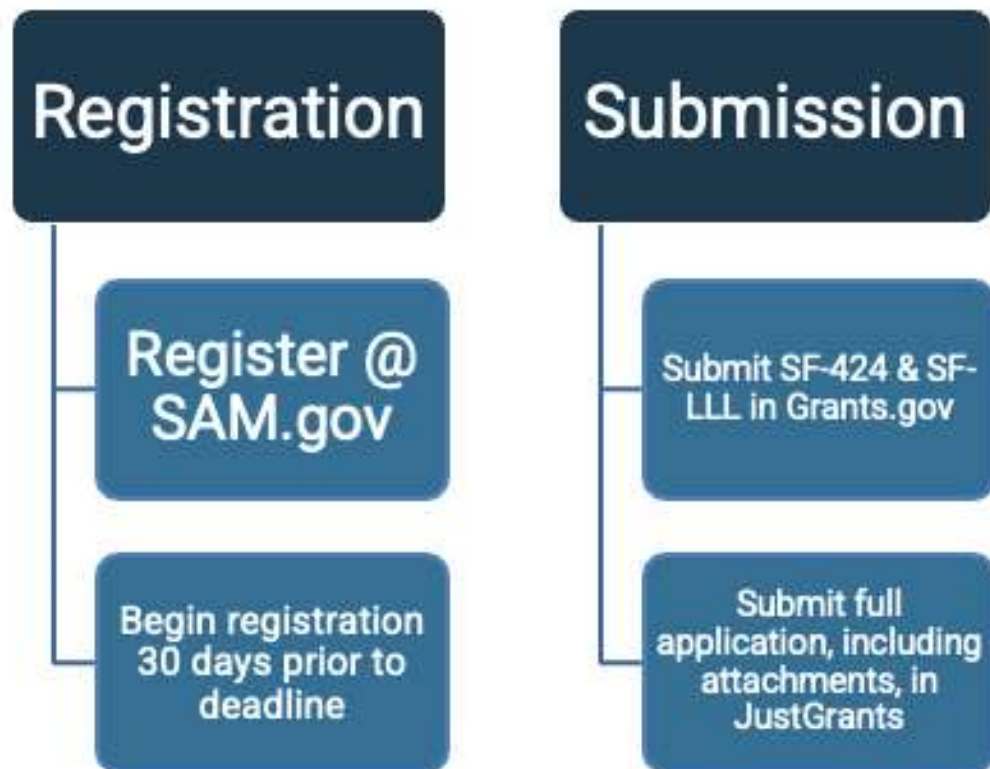 Registration
Register @
SAM.gov
Begin registration
30 days prior to
deadline
Submission
Submit SF-424 & SF-
LLL in Grants.gov
Submit full
application, including
attachments, in
JustGrants